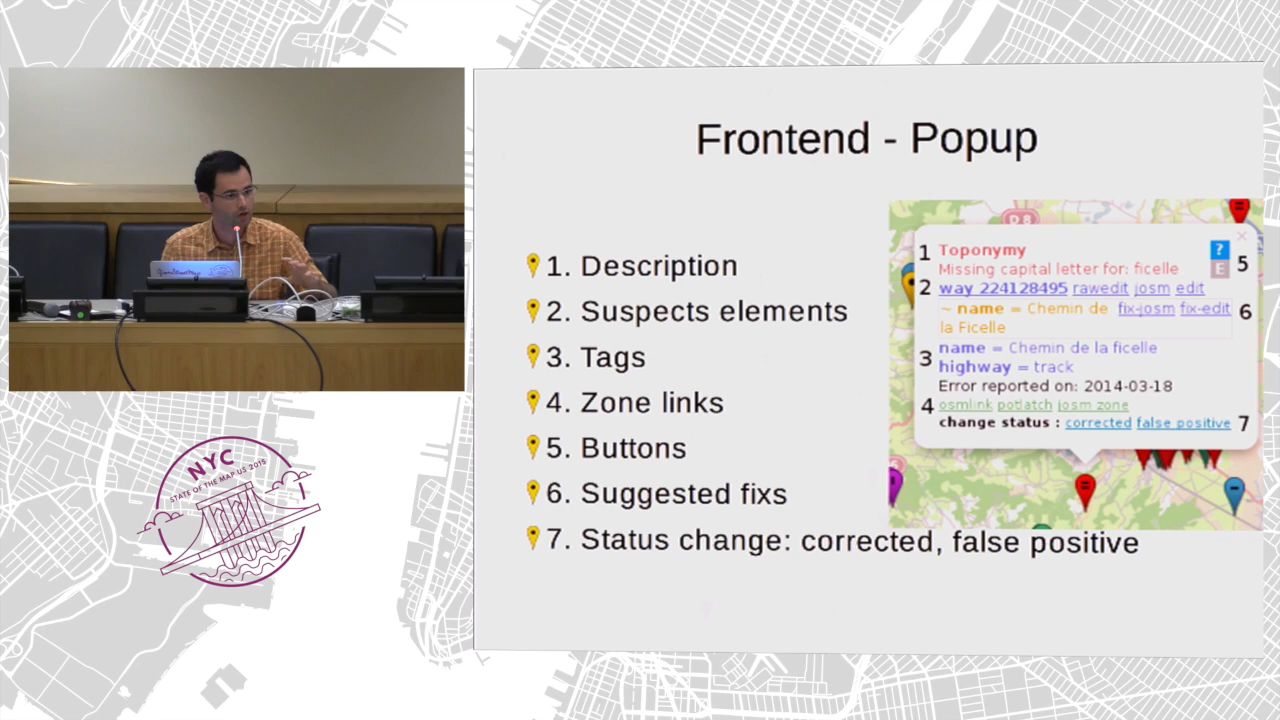 Frontend - Popup
1. Description
2. Suspects elements
3. Tags
4. Zone links
5. Buttons
6. Suggested fixs
7. Status change: corrected, false positive
D 8
1 Toponymy ? 5
Missing capital letter for: ficelle E
2 way 224128495 rawedit josm edit
~ name = Chemin de fix-josm fix-edit 6
la Ficelle
3 name = Chemin de la ficelle
highway = track
Error reported on: 2014-03-18
4 osmlink potlatch josm zone
change status : corrected false positive 7
NYC
STATE OF THE MAP US 2015